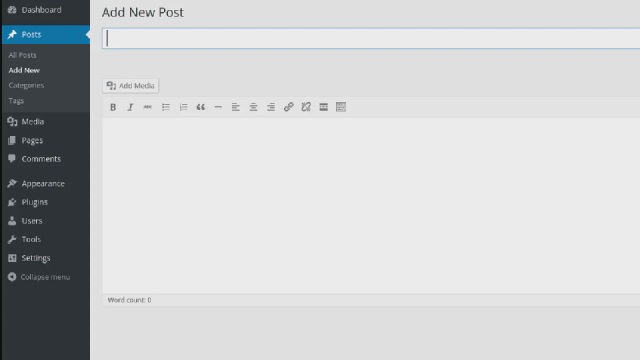 Dashboard
Posts
All Posts
Add New
Categories
Tags
Media
Pages
Comments
Appearance
Plugins
Users
Tools
Settings
Collapse menu
Add New Post
Add Media
B I ABC
Word count: 0